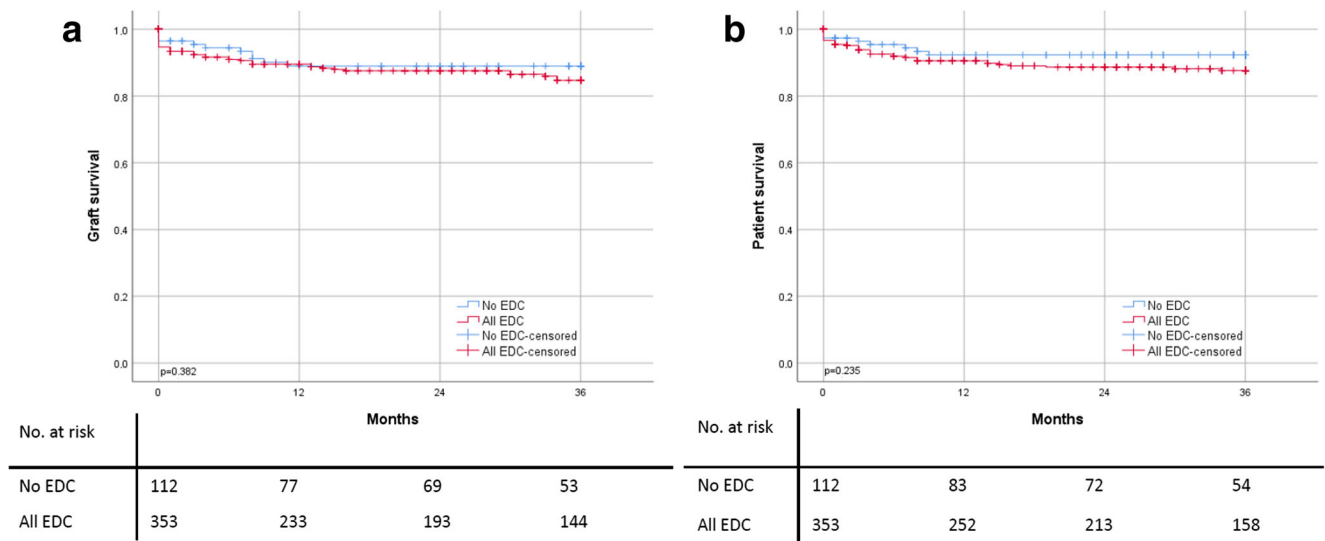 a
1.0
0.8
0.6
0.4
0.2
0.0
Graft survival
No EDC
All EDC
No EDC-censored
All EDC-censored
p=0.382
0 12 24 36
Months
No. at risk
No EDC 112 77 69 53
All EDC 353 233 193 144
b
1.0
0.8
0.6
0.4
0.2
0.0
Patient survival
No EDC
All EDC
No EDC-censored
All EDC-censored
p=0.235
0 12 24 36
Months
No. at risk
No EDC 112 83 72 54
All EDC 353 252 213 158